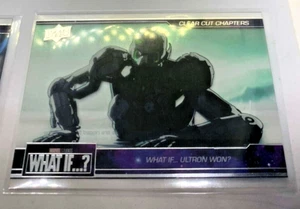 CLEAR CUT CHAPTERS
WHAT IF... ULTRON WON?
WHAT IF...?